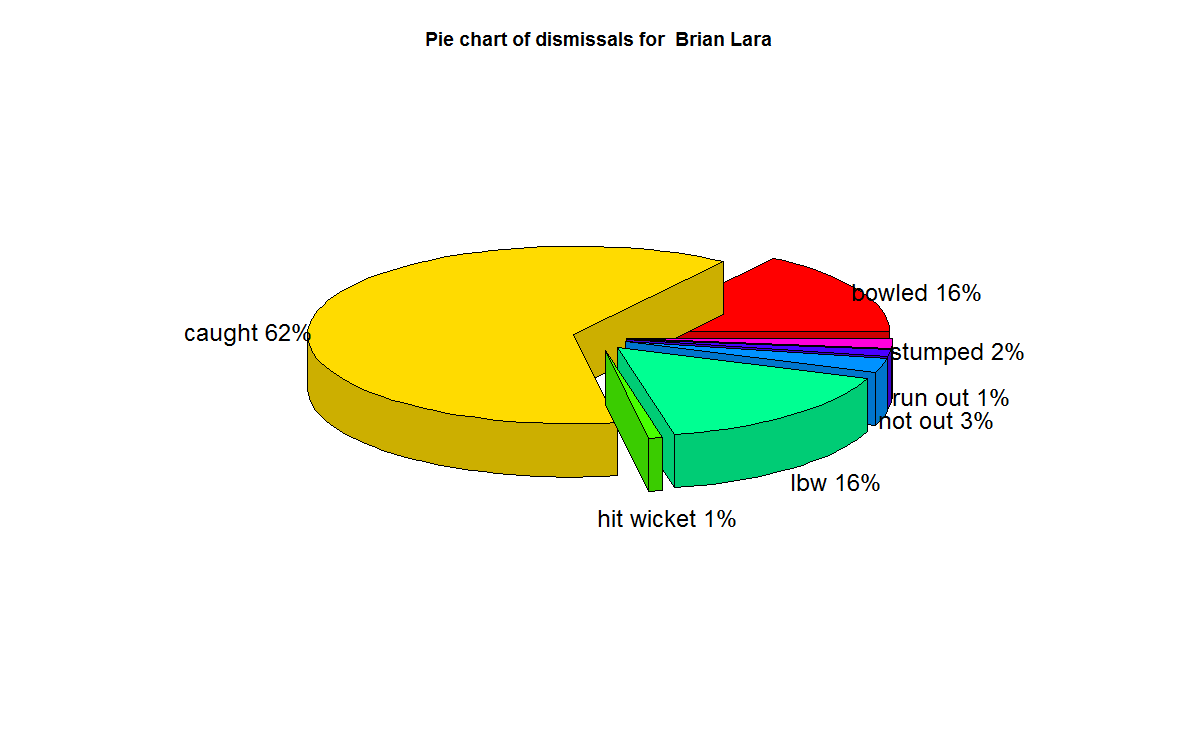 Pie chart of dismissals for  Brian Lara
bowled 16%
caught 62%
stumped 2%
run out 1%
not out 3%
lbw 16%
hit wicket 1%